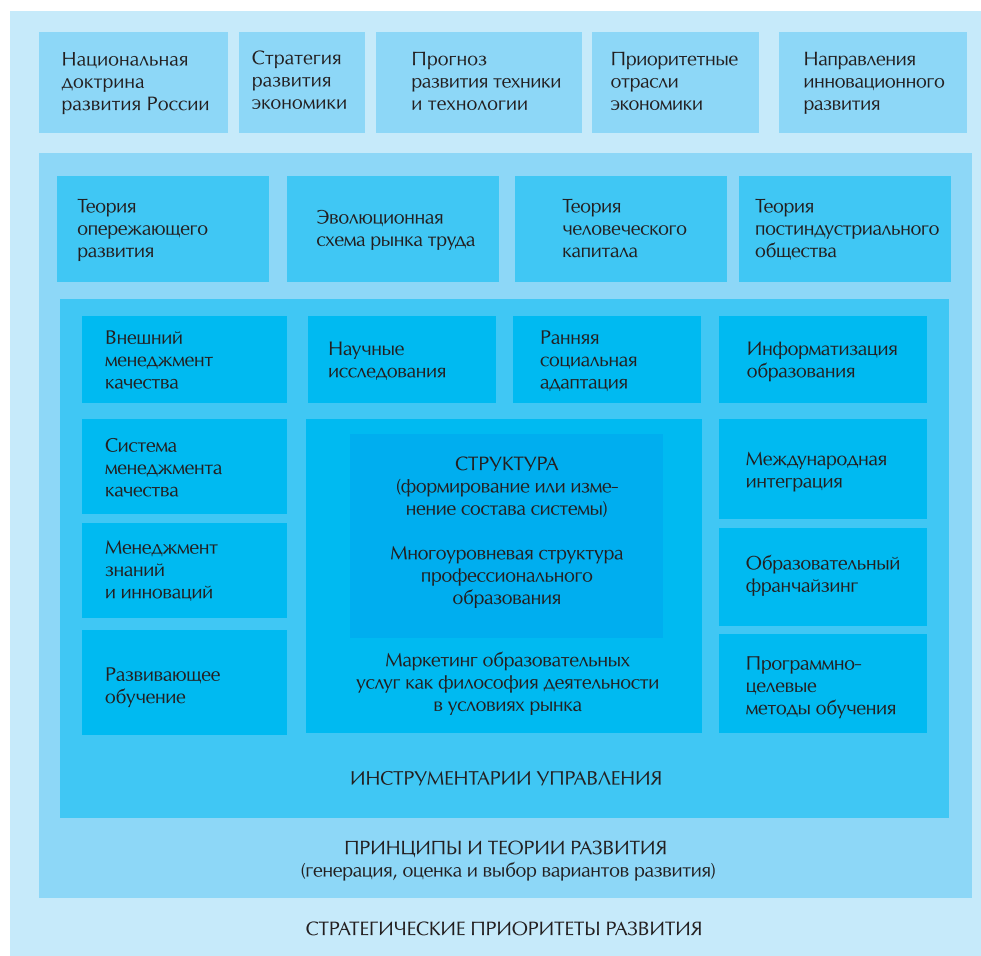 Национальная
доктрина
развития России
Стратегия
развития
экономики
Прогноз
развития техники
и технологии
Приоритетные
отрасли
экономики
Направления
инновационного
развития
Теория
опережающего
развития
Эволюционная
схема рынка труда
Теория
человеческого
капитала
Теория
постиндустриального
общества
Внешний
менеджмент
качества
Научные
исследования
Ранняя
социальная
адаптация
Информатизация
образования
Система
менеджмента
качества
Менеджмент
знаний
и инноваций
Развивающее
обучение
СТРУКТУРА
(формирование или изме–
нение состава системы)
Многоуровневая структура
профессионального
образования
Маркетинг образовательных
услуг как философия деятельности
в условиях рынка
Международная
интеграция
Образовательный
франчайзинг
Программно–
целевые
методы обучения
ИНСТРУМЕНТАРИИ УПРАВЛЕНИЯ
ПРИНЦИПЫ И ТЕОРИИ РАЗВИТИЯ
(генерация, оценка и выбор вариантов развития)
СТРАТЕГИЧЕСКИЕ ПРИОРИТЕТЫ РАЗВИТИЯ